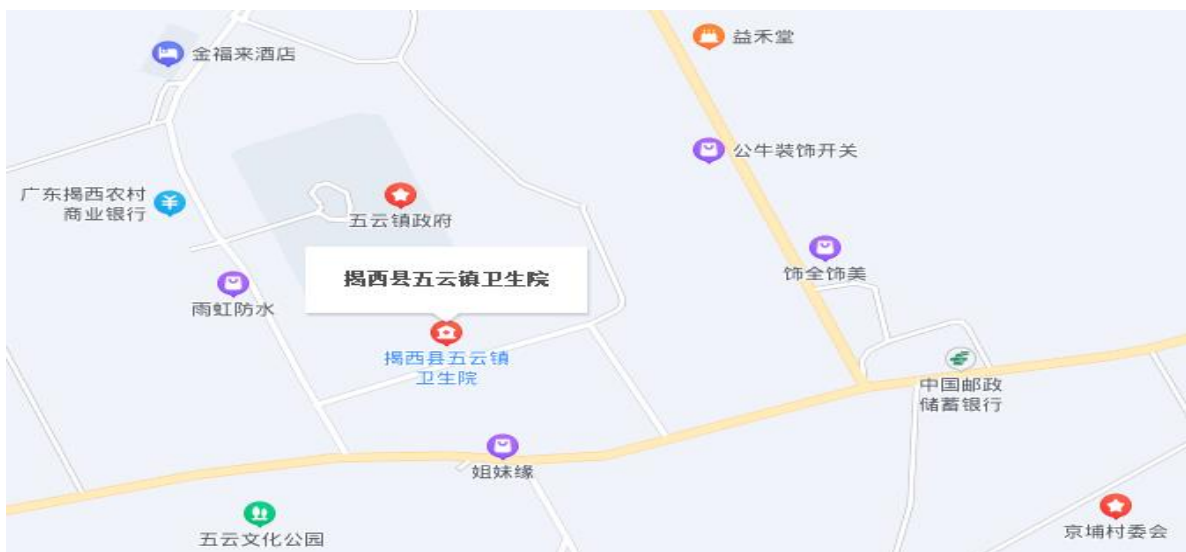 益禾堂
金福来酒店
公牛装饰开关
广东揭西农村
商业银行
五云镇政府
饰全饰美
揭西县五云镇卫生院
雨虹防水
揭西县五云镇
卫生院
中国邮政
储蓄银行
姐妹缘
五云文化公园
京埔村委会